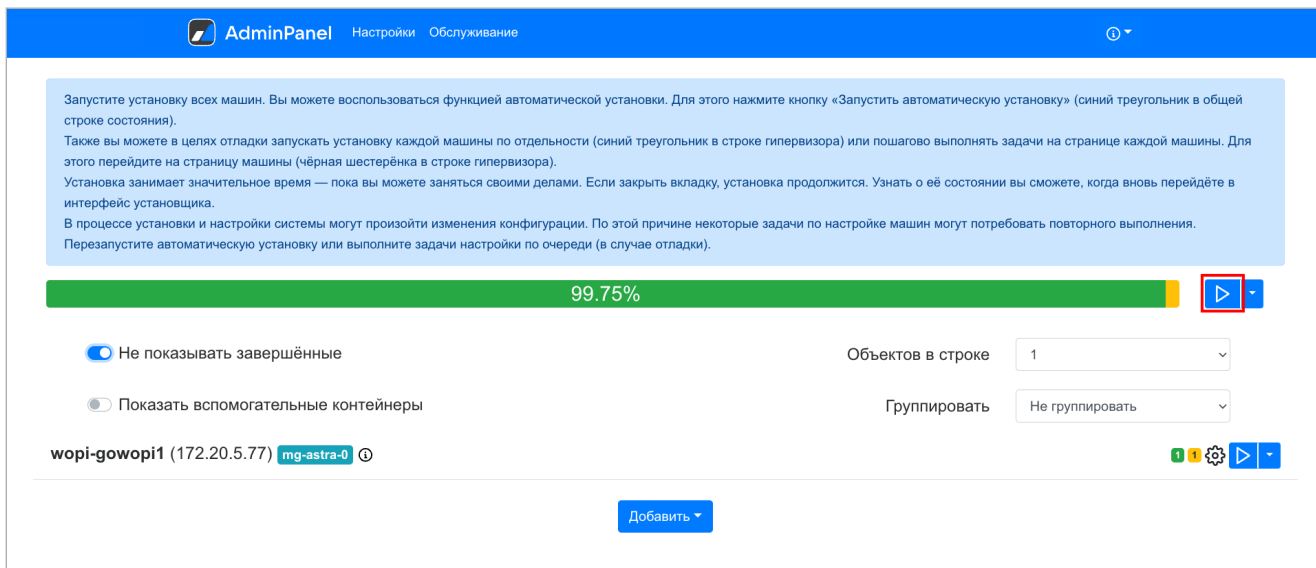 AdminPanel Настройки Обслуживание
Запустите установку всех машин. Вы можете воспользоваться функцией автоматической установки. Для этого нажмите кнопку «Запустить автоматическую установку» (синий треугольник в общей
строке состояния).
Также вы можете в целях отладки запускать установку каждой машины по отдельности (синий треугольник в строке гипервизора) или пошагово выполнять задачи на странице каждой машины. Для
этого перейдите на страницу машины (чёрная шестерёнка в строке гипервизора).
Установка занимает значительное время — пока вы можете заняться своими делами. Если закрыть вкладку, установка продолжится. Узнать о её состоянии вы сможете, когда вновь перейдёте в
интерфейс установщика.
В процессе установки и настройки системы могут произойти изменения конфигурации. По этой причине некоторые задачи по настройке машин могут потребовать повторного выполнения.
Перезапустите автоматическую установку или выполните задачи настройки по очереди (в случае отладки).
99.75%
Не показывать завершённые Объектов в строке 1
Показать вспомогательные контейнеры Группировать Не группировать
wopi-gowopi1 (172.20.5.77) mg-astra-0 1 1
Добавить